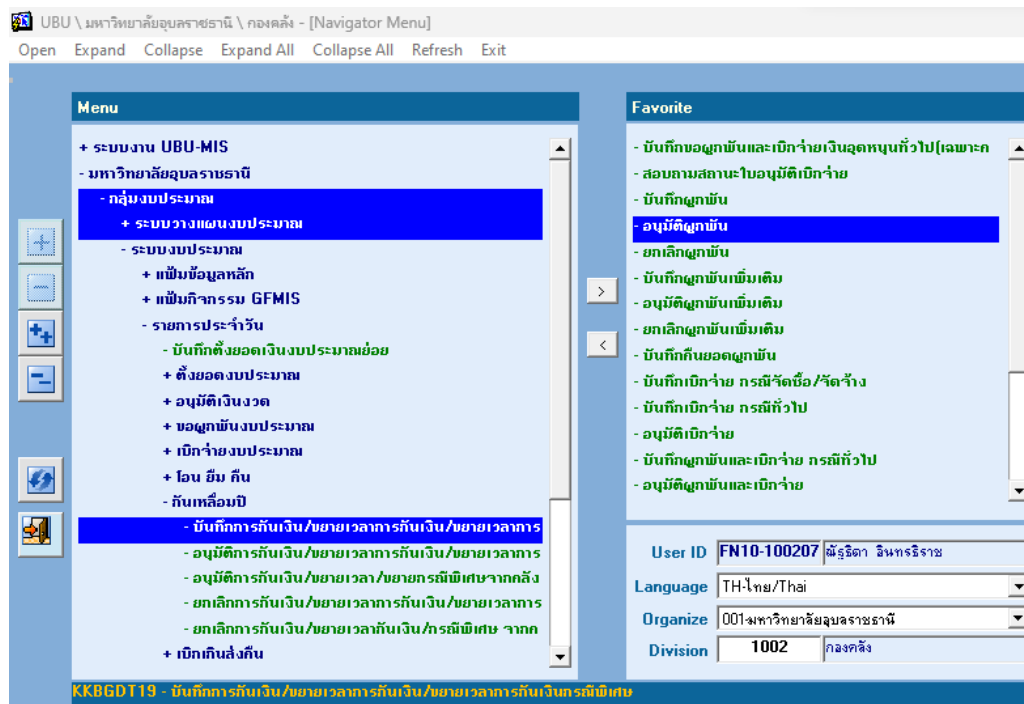 UBU \ มหาวิทยาลัยอุบลราชธานี \ กองคลัง - [Navigator Menu]
Open Expand Collapse Expand All Collapse All Refresh Exit
Menu
+ ระบบงาน UBU-MIS
- มหาวิทยาลัยอุบลราชธานี
- กลุ่มงบประมาณ
+ ระบบวางแผนงบประมาณ
- ระบบงบประมาณ
+ แฟ้มข้อมูลหลัก
+ แฟ้มกิจกรรม GFMIS
- รายการประจำวัน
- บันทึกตั้งยอดเงินงบประมาณย่อย
+ ตั้งยอดงบประมาณ
+ อนุมัติเงินงวด
+ ขอผูกพันงบประมาณ
+ เบิกจ่ายงบประมาณ
+ โอน ยืม คืน
- กันเหลื่อมปี
- บันทึกการกันเงิน/ขยายเวลาการกันเงิน/ขยายเวลาการ
- อนุมัติการกันเงิน/ขยายเวลาการกันเงิน/ขยายเวลาการ
- อนุมัติการกันเงิน/ขยายเวลา/ขยายกรณีพิเศษจากคลัง
- ยกเลิกการกันเงิน/ขยายเวลาการกันเงิน/ขยายเวลาการ
- ยกเลิกการกันเงิน/ขยายเวลากันเงิน/กรณีพิเศษ จากค
+ เบิกเกินส่งคืน
>
<
Favorite
- บันทึกขอผูกพันและเบิกจ่ายเงินอุดหนุนทั่วไป(เฉพาะก
- สอบถามสถานะใบอนุมัติเบิกจ่าย
- บันทึกผูกพัน
- อนุมัติผูกพัน
- ยกเลิกผูกพัน
- บันทึกผูกพันเพิ่มเติม
- อนุมัติผูกพันเพิ่มเติม
- ยกเลิกผูกพันเพิ่มเติม
- บันทึกคืนยอดผูกพัน
- บันทึกเบิกจ่าย กรณีจัดซื้อ/จัดจ้าง
- บันทึกเบิกจ่าย กรณีทั่วไป
- อนุมัติเบิกจ่าย
- บันทึกผูกพันและเบิกจ่าย กรณีทั่วไป
- อนุมัติผูกพันและเบิกจ่าย
User ID FN10-100207 ณัฐธิดา อินทรธิราช
Language TH-ไทย/Thai
Organize 001-มหาวิทยาลัยอุบลราชธานี
Division 1002 กองคลัง
KKBGDT19 - บันทึกการกันเงิน/ขยายเวลาการกันเงิน/ขยายเวลาการกันเงินกรณีพิเศษ